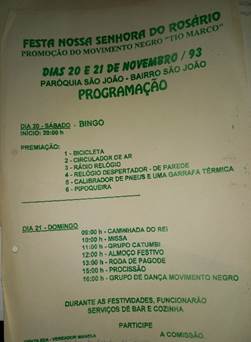 FESTA NOSSA SENHORA DO ROSÁRIO
PROMOÇÃO DO MOVIMENTO NEGRO "TIO MARCO"
DIAS 20 E 21 DE NOVEMBRO / 93
PARÓQUIA SÃO JOÃO - BAIRRO SÃO JOÃO
PROGRAMAÇÃO
DIA 20 - SÁBADO - BINGO
INÍCIO: 20:00 h
PREMIAÇÃO:
1 - BICICLETA
2 - CIRCULADOR DE AR
3 - RÁDIO RELÓGIO
4 - RELÓGIO DESPERTADOR - DE PAREDE
5 - CALIBRADOR DE PNEUS E UMA GARRAFA TÉRMICA
6 - PIPOQUEIRA
DIA 21 - DOMINGO
09:00 h - CAMINHADA DO REI
10:00 h - MISSA
11:00 h - GRUPO CATUMBI
12:00 h - ALMOÇO FESTIVO
13:00 h - RODA DE PAGODE
15:00 h - PROCISSÃO
16:00 h - GRUPO DE DANÇA MOVIMENTO NEGRO
DURANTE AS FESTIVIDADES, FUNCIONARÃO
SERVIÇOS DE BAR E COZINHA
PARTICIPE
A COMISSÃO.
VEREADOR